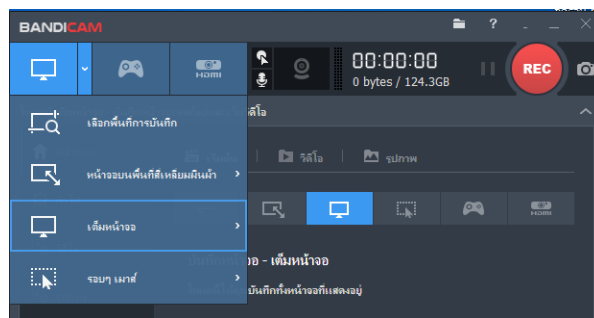 BANDICAM
?
HDMI
00:00:00
0 bytes / 124.3GB
REC
เลือกพื้นที่การบันทึก
ดีโอ
วิดีโอ
รูปภาพ
หน้าจอบนพื้นที่สี่เหลี่ยมผืนผ้า
HDMI
เต็มหน้าจอ
จอ - เต็มหน้าจอ
รอบๆ เมาส์
บันทึกทั้งหน้าจอที่แสดงอยู่